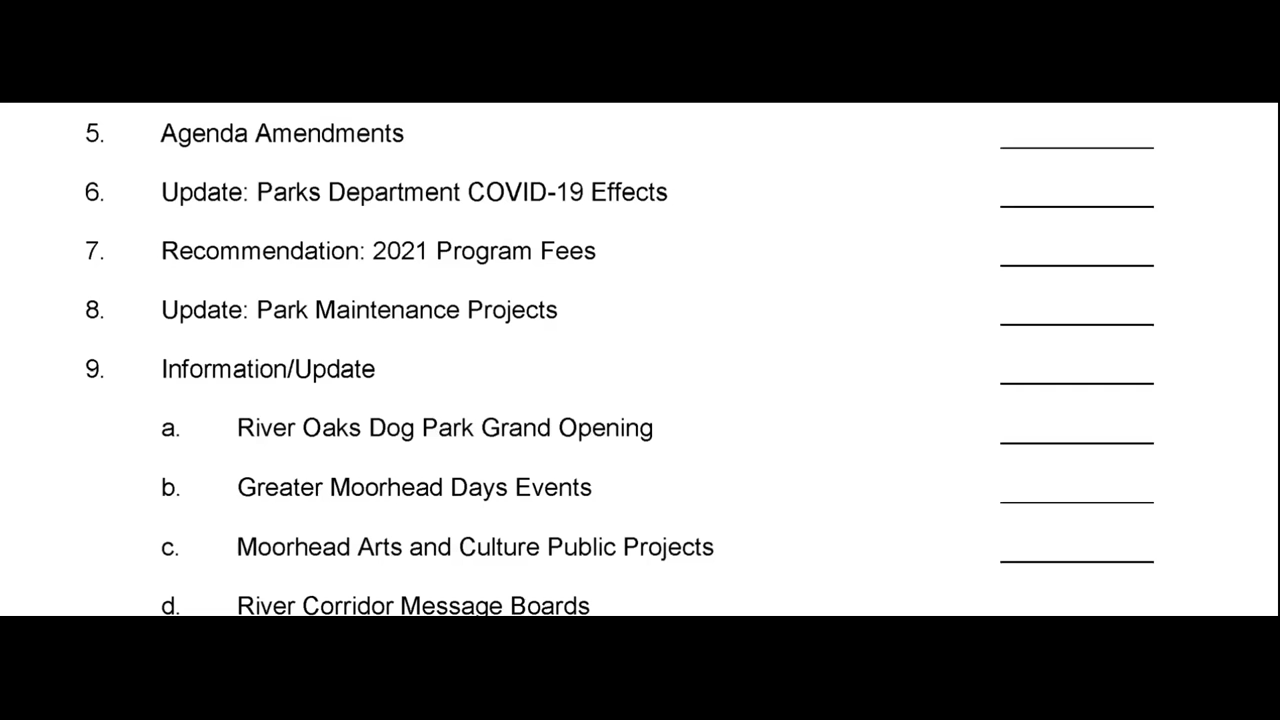 5. Agenda Amendments
6. Update: Parks Department COVID-19 Effects
7. Recommendation: 2021 Program Fees
8. Update: Park Maintenance Projects
9. Information/Update
a. River Oaks Dog Park Grand Opening
b. Greater Moorhead Days Events
c. Moorhead Arts and Culture Public Projects
d. River Corridor Message Boards